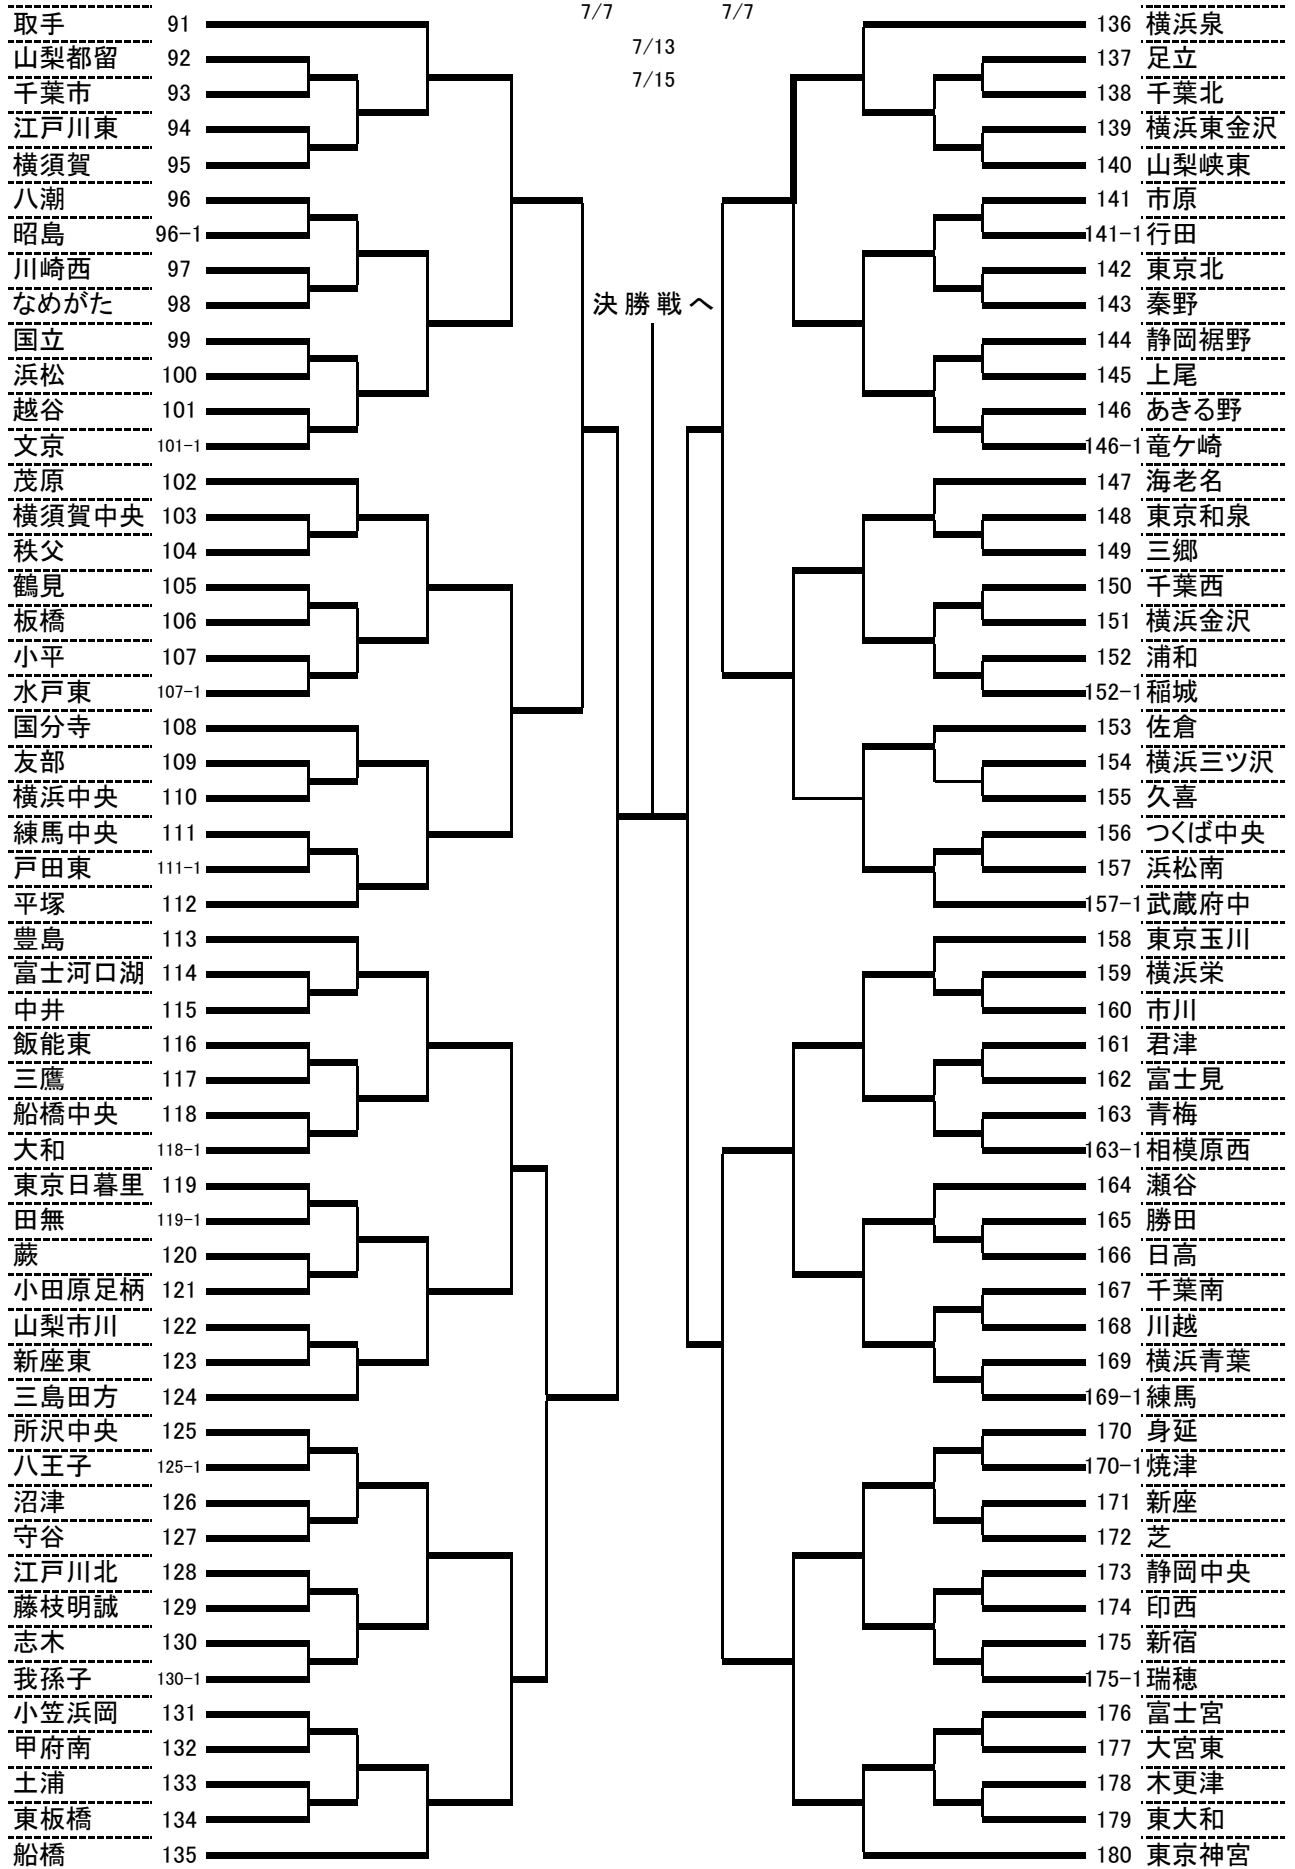 7/7 7/7
7/13
7/15
決勝戦へ
取手 91
山梨都留 92
千葉市 93
江戸川東 94
横須賀 95
八潮 96
昭島 96-1
川崎西 97
なめがた 98
国立 99
浜松 100
越谷 101
文京 101-1
茂原 102
横須賀中央 103
秩父 104
鶴見 105
板橋 106
小平 107
水戸東 107-1
国分寺 108
友部 109
横浜中央 110
練馬中央 111
戸田東 111-1
平塚 112
豊島 113
富士河口湖 114
中井 115
飯能東 116
三鷹 117
船橋中央 118
大和 118-1
東京日暮里 119
田無 119-1
蕨 120
小田原足柄 121
山梨市川 122
新座東 123
三島田方 124
所沢中央 125
八王子 125-1
沼津 126
守谷 127
江戸川北 128
藤枝明誠 129
志木 130
我孫子 130-1
小笠浜岡 131
甲府南 132
土浦 133
東板橋 134
船橋 135
136 横浜泉
137 足立
138 千葉北
139 横浜東金沢
140 山梨峡東
141 市原
141-1 行田
142 東京北
143 秦野
144 静岡裾野
145 上尾
146 あきる野
146-1 竜ケ崎
147 海老名
148 東京和泉
149 三郷
150 千葉西
151 横浜金沢
152 浦和
152-1 稲城
153 佐倉
154 横浜三ツ沢
155 久喜
156 つくば中央
157 浜松南
157-1 武蔵府中
158 東京玉川
159 横浜栄
160 市川
161 君津
162 富士見
163 青梅
163-1 相模原西
164 瀬谷
165 勝田
166 日高
167 千葉南
168 川越
169 横浜青葉
169-1 練馬
170 身延
170-1 焼津
171 新座
172 芝
173 静岡中央
174 印西
175 新宿
175-1 瑞穂
176 富士宮
177 大宮東
178 木更津
179 東大和
180 東京神宮